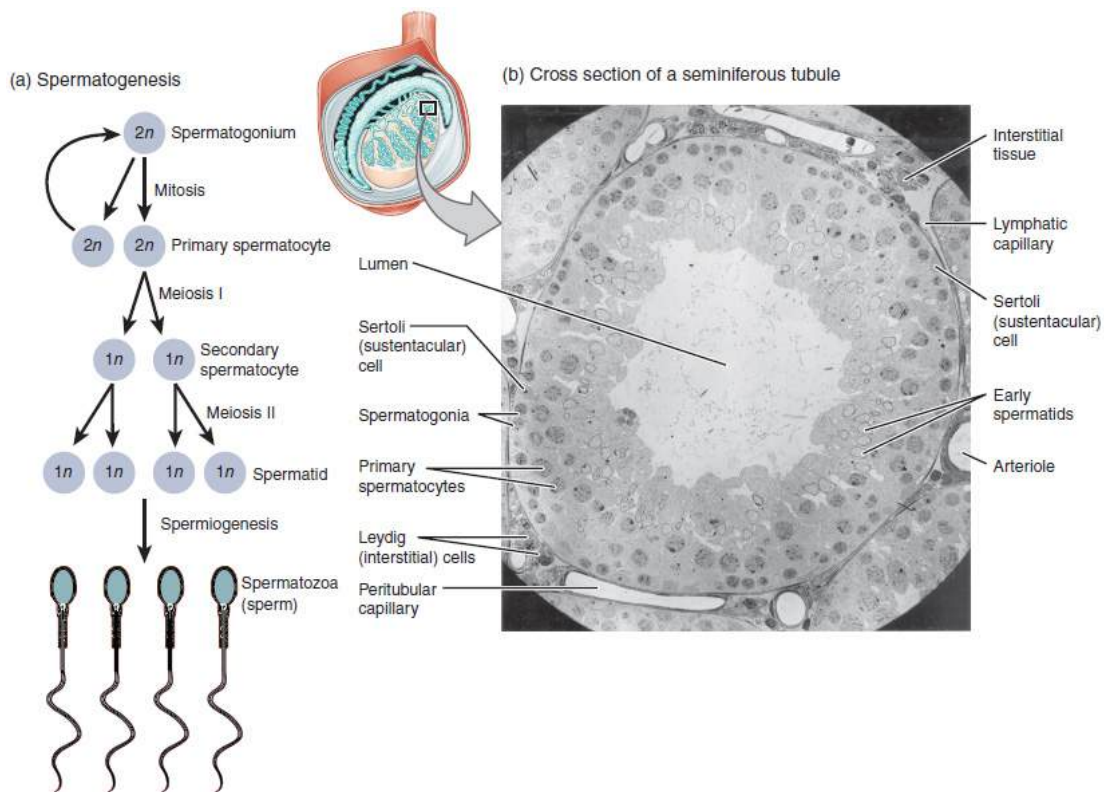 (a) Spermatogenesis
2n
Spermatogonium
Mitosis
2n
2n
Primary spermatocyte
Meiosis I
1n
1n
Secondary
spermatocyte
Meiosis II
1n
1n
1n
1n
Spermatid
Spermiogenesis
Spermatozoa
(sperm)
(b) Cross section of a seminiferous tubule
Lumen
Sertoli
(sustentacular)
cell
Spermatogonia
Primary
spermatocytes
Leydig
(interstitial) cells
Peritubular
capillary
Interstitial
tissue
Lymphatic
capillary
Sertoli
(sustentacular)
cell
Early
spermatids
Arteriole